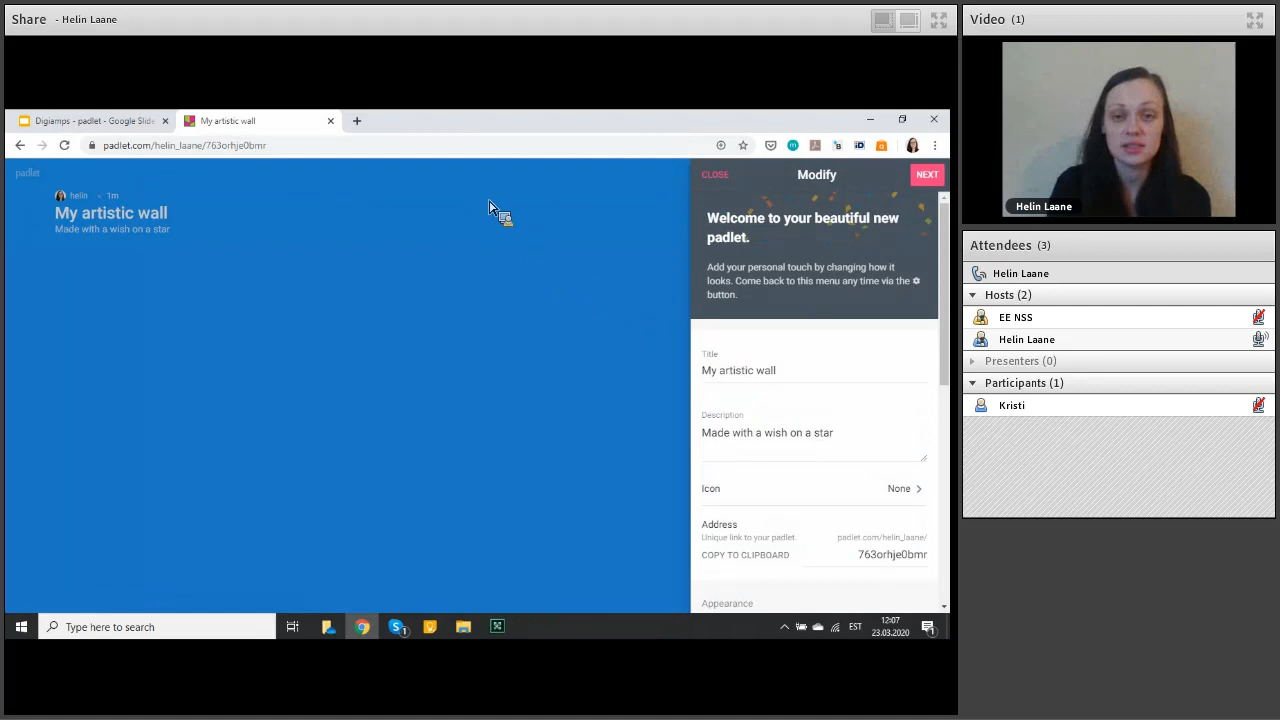 Share - Helin Laane
Digiamps - padlet - Google Slide
My artistic wall
padlet.com/helin_laane/763orhje0bmr
padlet
helin 1m
My artistic wall
Made with a wish on a star
CLOSE
Modify
NEXT
Welcome to your beautiful new
padlet.
Add your personal touch by changing how it
looks. Come back to this menu any time via the
button.
Title
My artistic wall
Description
Made with a wish on a star
Icon
None
Address
Unique link to your padlet
padlet.com/helin_laane/
COPY TO CLIPBOARD
763orhje0bmr
Appearance
Type here to search
EST
12:07
23.03.2020
Video (1)
Helin Laane
Attendees (3)
Helin Laane
Hosts (2)
EE NSS
Helin Laane
Presenters (0)
Participants (1)
Kristi